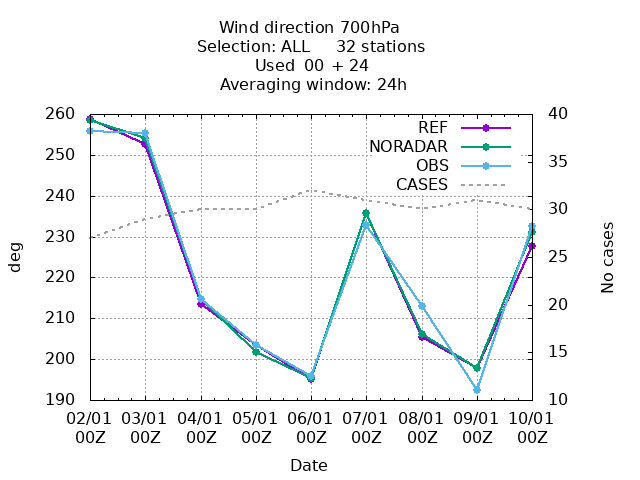 Wind direction 700hPa
Selection: ALL 32 stations
Used 00 + 24
Averaging window: 24h
260
250
240
230
220
210
200
190
40
35
30
25
20
15
10
REF
NORADAR
OBS
CASES
deg
No cases
02/01 03/01 04/01 05/01 06/01 07/01 08/01 09/01 10/01
00Z 00Z 00Z 00Z 00Z 00Z 00Z 00Z 00Z
Date